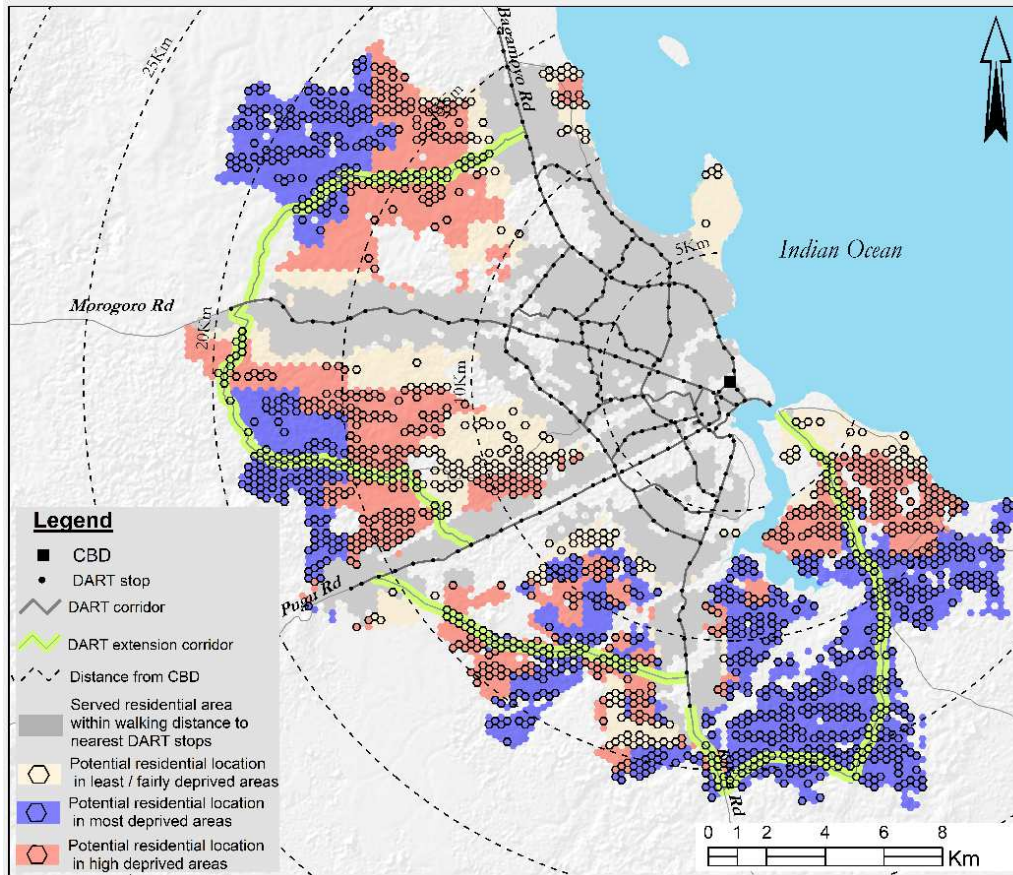 Bagamoyo Rd
25Km
5Km
Indian Ocean
Morogoro Rd
20Km
10Km
Pugu Rd
Rd
Legend
CBD
DART stop
DART corridor
DART extension corridor
Distance from CBD
Served residential area
within walking distance to
nearest DART stops
Potential residential location
in least / fairly deprived areas
Potential residential location
in most deprived areas
Potential residential location
in high deprived areas
0 1 2 4 6 8
Km